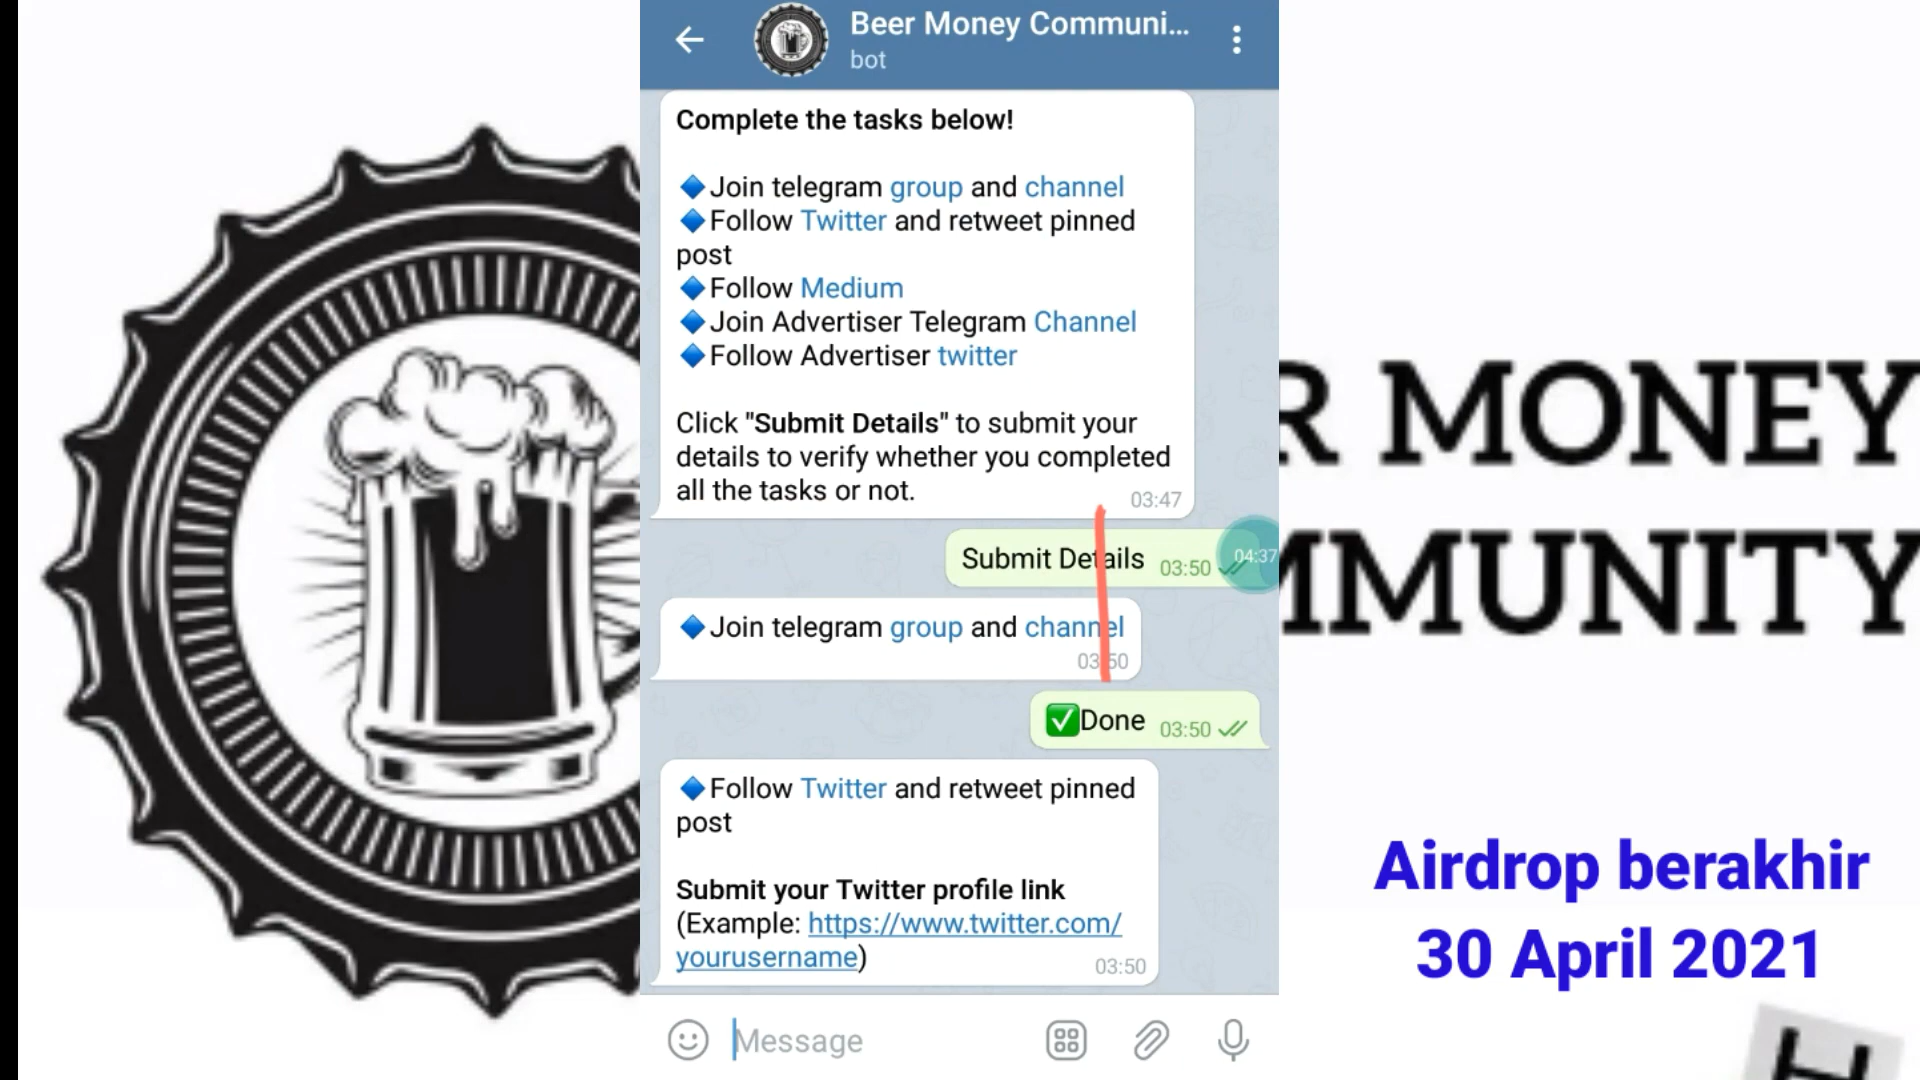 Beer Money Communi...
bot
Complete the tasks below!
🔷Join telegram group and channel
🔷Follow Twitter and retweet pinned
post
🔷Follow Medium
🔷Join Advertiser Telegram Channel
🔷Follow Advertiser twitter
Click "Submit Details" to submit your
details to verify whether you completed
all the tasks or not.
03:47
Submit Details 03:50
04:37
🔷Join telegram group and channel
03:50
✅Done 03:50
🔷Follow Twitter and retweet pinned
post
Submit your Twitter profile link
(Example: https://www.twitter.com/
yourusername)
03:50
Message
R MONEY
MMUNITY
Airdrop berakhir
30 April 2021
H